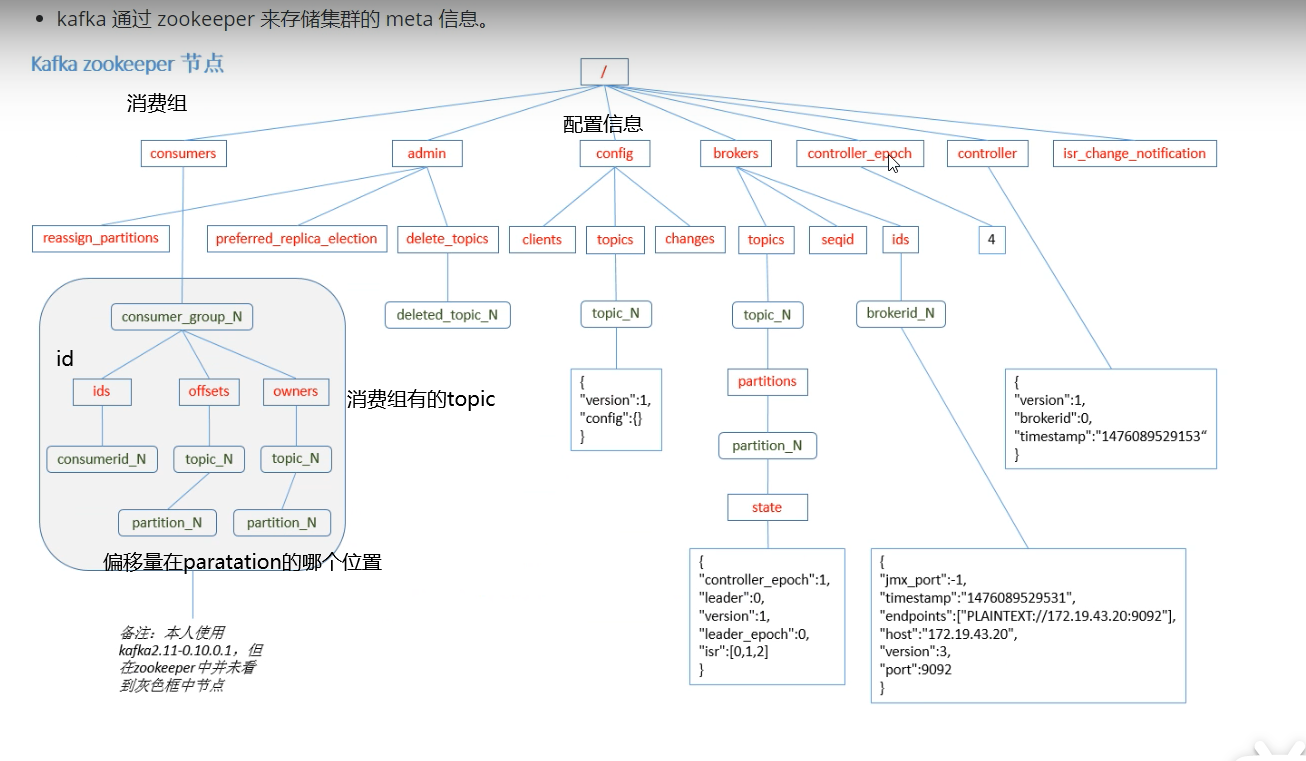 kafka 通过 zookeeper 来存储集群的 meta 信息。
Kafka zookeeper 节点
/
消费组
配置信息
consumers
admin
config
brokers
controller_epoch
controller
isr_change_notification
reassign_partitions
preferred_replica_election
delete_topics
clients
topics
changes
topics
seqid
ids
4
consumer_group_N
deleted_topic_N
topic_N
topic_N
brokerid_N
id
ids
offsets
owners
消费组有的topic
consumerid_N
topic_N
topic_N
partition_N
partition_N
偏移量在paratation的哪个位置
备注：本人使用
kafka2.11-0.10.0.1，但
在zookeeper中并未看
到灰色框中节点
{
"version":1,
"config":{}
}
partitions
partition_N
state
{
"controller_epoch":1,
"leader":0,
"version":1,
"leader_epoch":0,
"isr":[0,1,2]
}
{
"jmx_port":-1,
"timestamp":"1476089529531",
"endpoints":["PLAINTEXT://172.19.43.20:9092"],
"host":"172.19.43.20",
"version":3,
"port":9092
}
{
"version":1,
"brokerid":0,
"timestamp":"1476089529153“
}